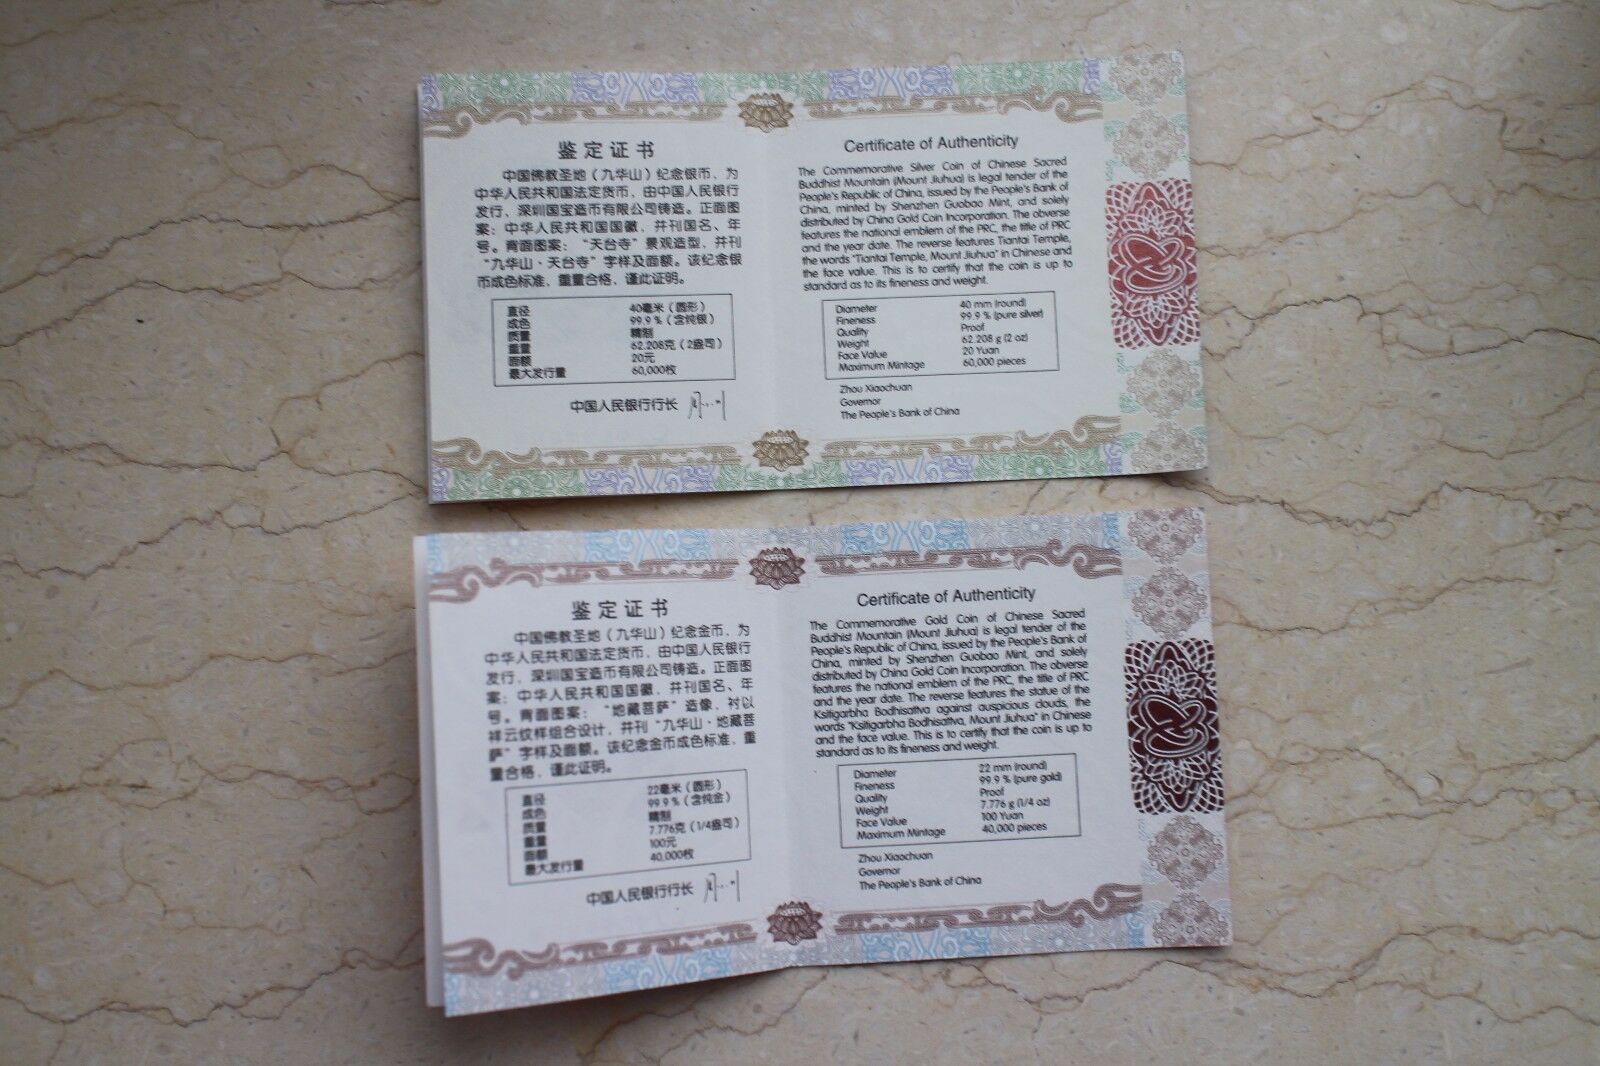 鉴定证书
中国佛教圣地（九华山）纪念银币，为
中华人民共和国法定货币，由中国人民银行
发行，深圳国宝造币有限公司铸造。正面图
案：中华人民共和国国徽，并刊国名、年
号。背面图案：“天台寺”景观造型，并刊
“九华山·天台寺”字样及面额。该纪念银
币成色标准，重量合格，谨此证明。
直径 40毫米（圆形）
成色 99.9%（含纯银）
质量 精制
重量 62.208克（2盎司）
面额 20元
最大发行量 60,000枚
中国人民银行行长
Certificate of Authenticity
The Commemorative Silver Coin of Chinese Sacred
Buddhist Mountain (Mount Jiuhua) is legal tender of the
People's Republic of China, issued by the People's Bank of
China, minted by Shenzhen Guobao Mint, and solely
distributed by China Gold Coin Incorporation. The obverse
features the national emblem of the PRC, the title of PRC
and the year date. The reverse features Tiantai Temple,
the words "Tiantai Temple, Mount Jiuhua" in Chinese and
the face value. This is to certify that the coin is up to
standard as to its fineness and weight.
Diameter 40 mm (round)
Fineness 99.9 % (pure silver)
Quality Proof
Weight 62.208 g (2 oz)
Face Value 20 Yuan
Maximum Mintage 60,000 pieces
Zhou Xiaochuan
Governor
The People's Bank of China
鉴定证书
中国佛教圣地（九华山）纪念金币，为
中华人民共和国法定货币，由中国人民银行
发行，深圳国宝造币有限公司铸造。正面图
案：中华人民共和国国徽，并刊国名、年
号。背面图案：“地藏菩萨”造像，衬以
祥云纹样组合设计，并刊“九华山·地藏菩
萨”字样及面额。该纪念金币成色标准，重
量合格，谨此证明。
直径 22毫米（圆形）
成色 99.9%（含纯金）
质量 精制
重量 7.776克（1/4盎司）
面额 100元
最大发行量 40,000枚
中国人民银行行长
Certificate of Authenticity
The Commemorative Gold Coin of Chinese Sacred
Buddhist Mountain (Mount Jiuhua) is legal tender of the
People's Republic of China, issued by the People's Bank of
China, minted by Shenzhen Guobao Mint, and solely
distributed by China Gold Coin Incorporation. The obverse
features the national emblem of the PRC, the title of PRC
and the year date. The reverse features the statue of the
Ksitigarbha Bodhisattva against auspicious clouds, the
words "Ksitigarbha Bodhisattva, Mount Jiuhua" in Chinese
and the face value. This is to certify that the coin is up to
standard as to its fineness and weight.
Diameter 22 mm (round)
Fineness 99.9 % (pure gold)
Quality Proof
Weight 7.776 g (1/4 oz)
Face Value 100 Yuan
Maximum Mintage 40,000 pieces
Zhou Xiaochuan
Governor
The People's Bank of China